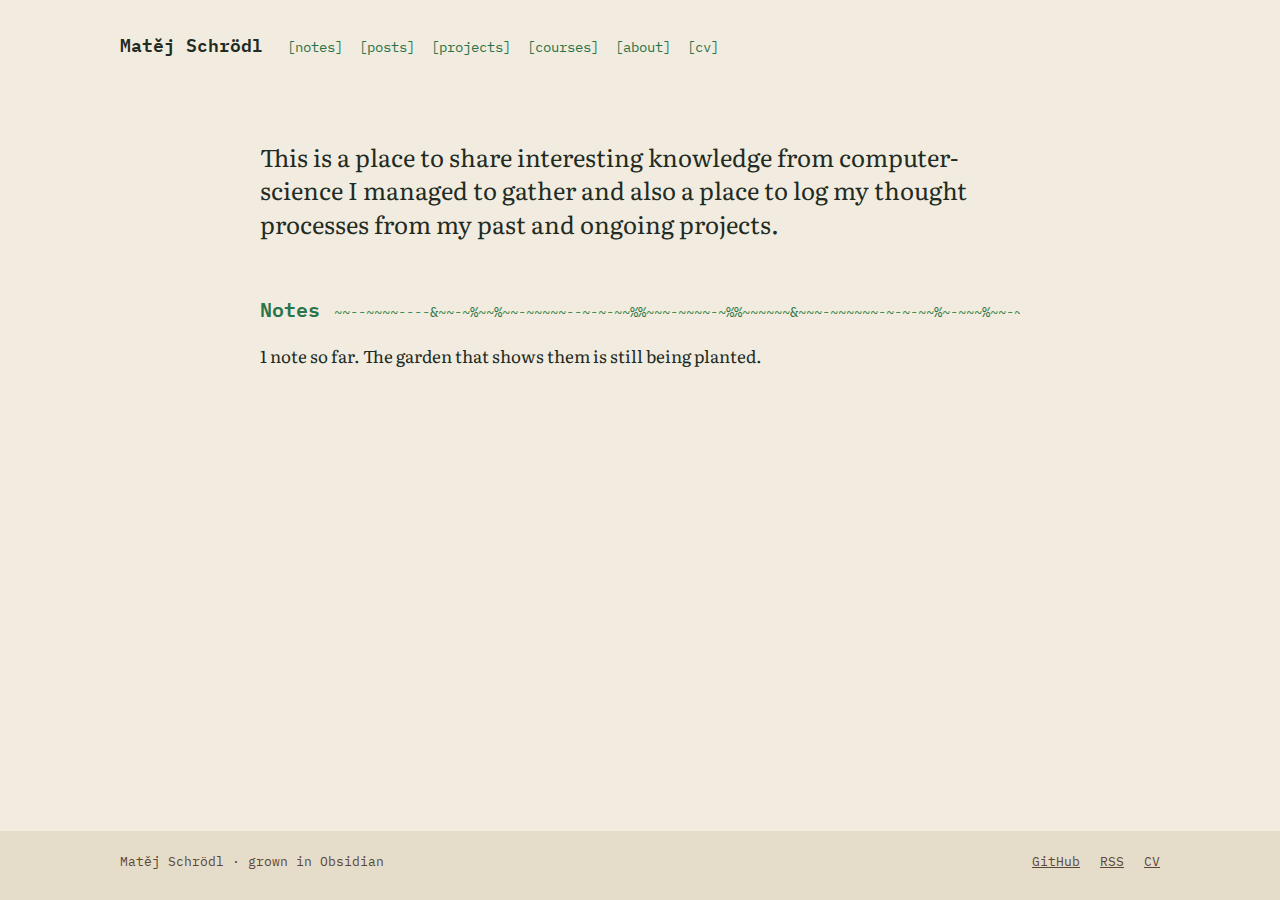 Matěj Schrödl [notes] [posts] [projects] [courses] [about] [cv]
This is a place to share interesting knowledge from computer-
science I managed to gather and also a place to log my thought
processes from my past and ongoing projects.
Notes ~~--~~~~----&~~-~%~~%~~-~~~~~--~-~-~~%%~~~-~~~~-~%%~~~~~~&~~~-~~~~~~-~-~-~~%~-~~~%~~-~
1 note so far. The garden that shows them is still being planted.
Matěj Schrödl · grown in Obsidian GitHub RSS CV